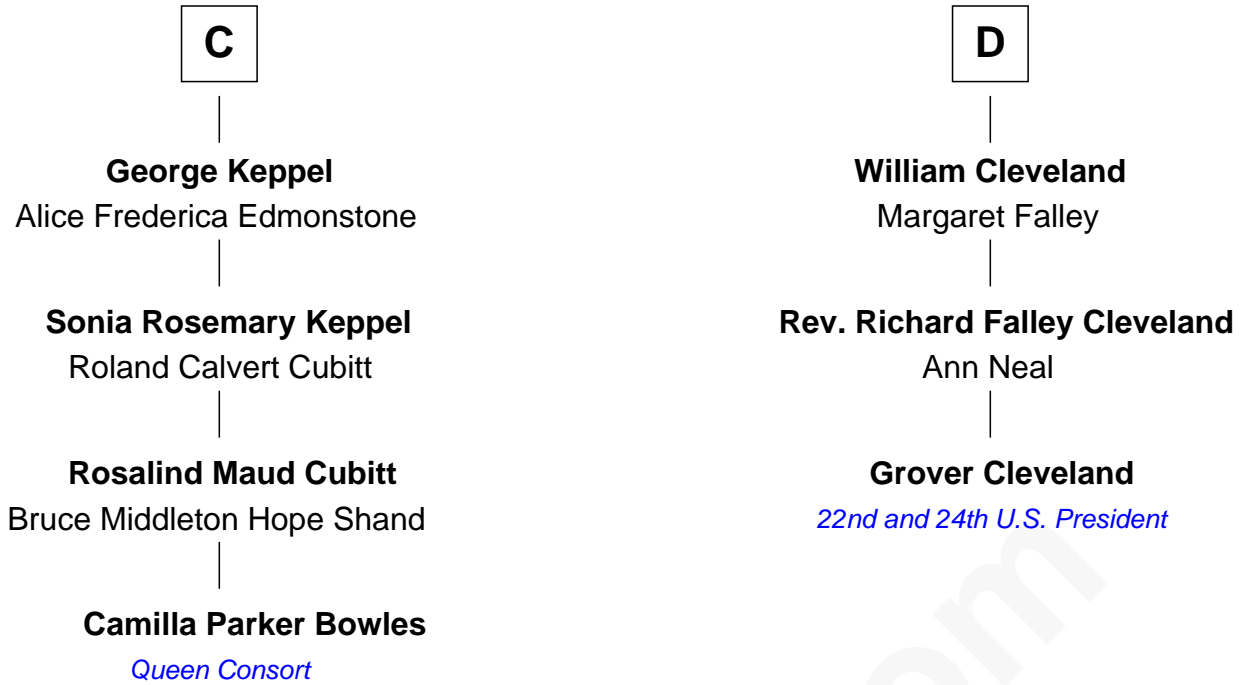 C
George Keppel
Alice Frederica Edmonstone
Sonia Rosemary Keppel
Roland Calvert Cubitt
Rosalind Maud Cubitt
Bruce Middleton Hope Shand
Camilla Parker Bowles
Queen Consort
D
William Cleveland
Margaret Falley
Rev. Richard Falley Cleveland
Ann Neal
Grover Cleveland
22nd and 24th U.S. President
om